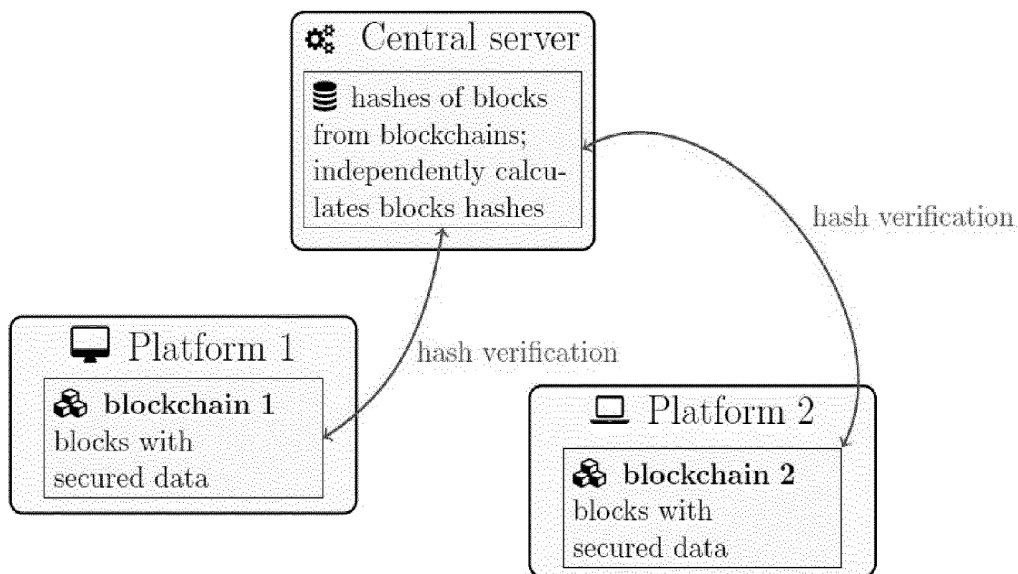 Central server
hashes of blocks
from blockchains;
independently calcu-
lates blocks hashes
hash verification
Platform 1
hash verification
blockchain 1
blocks with
secured data
Platform 2
blockchain 2
blocks with
secured data